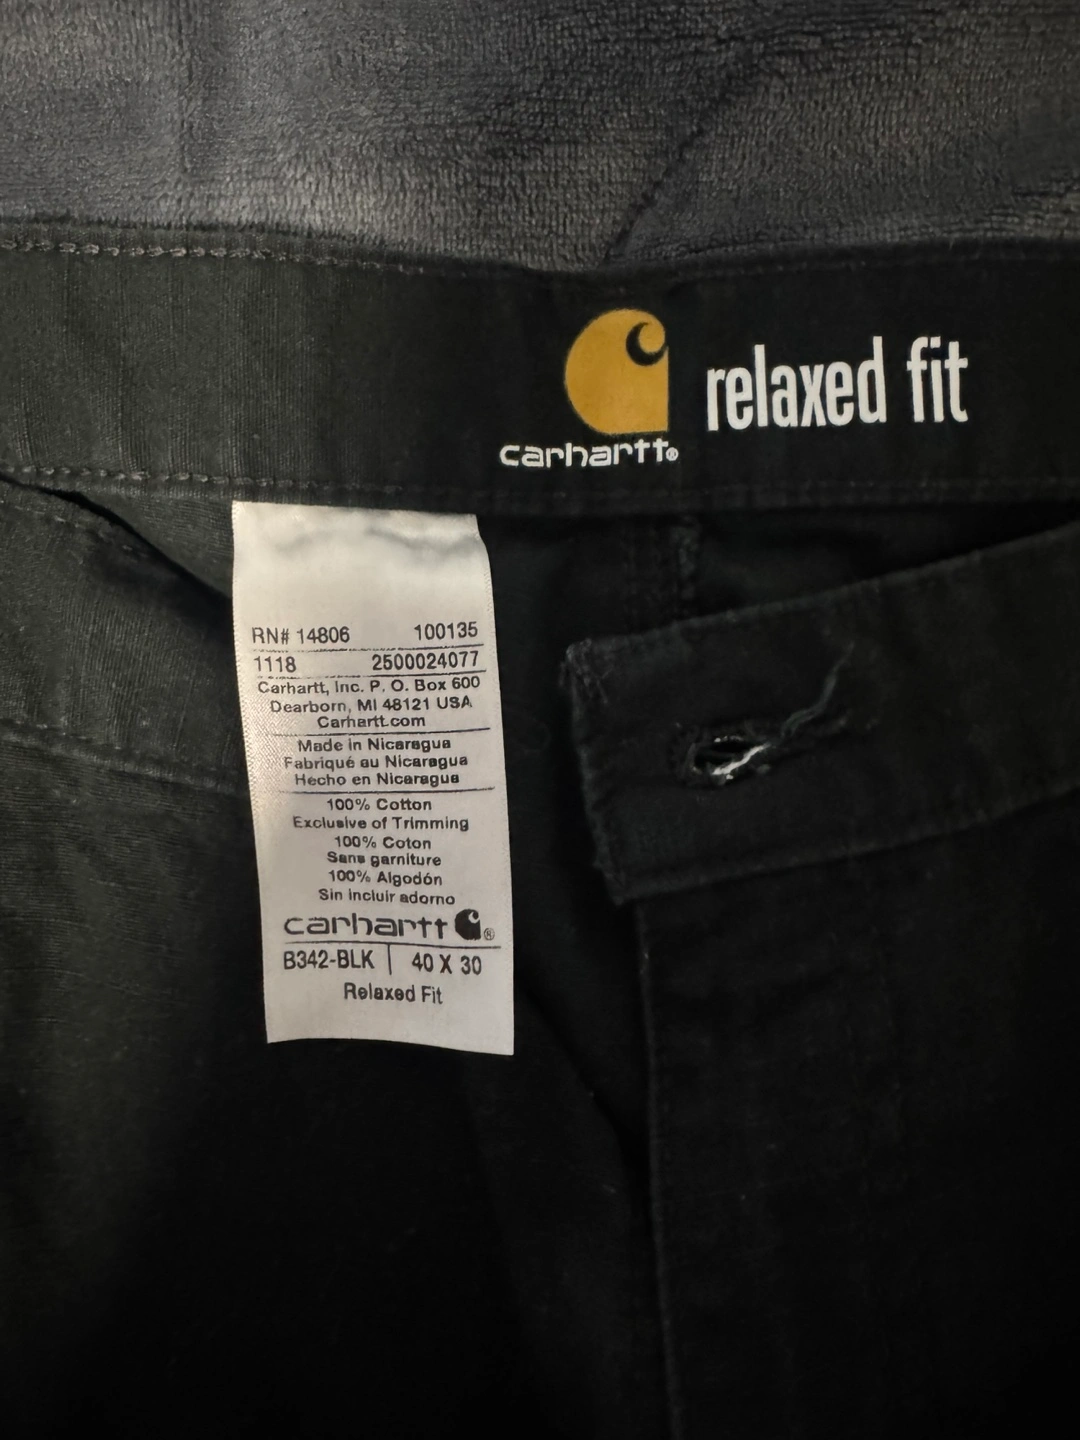 carhartt®
relaxed fit
RN# 14806 100135
1118 2500024077
Carhartt, Inc. P. O. Box 600
Dearborn, MI 48121 USA
Carhartt.com
Made in Nicaragua
Fabriqué au Nicaragua
Hecho en Nicaragua
100% Cotton
Exclusive of Trimming
100% Coton
Sans garniture
100% Algodón
Sin incluir adorno
carhartt ®
B342-BLK | 40 X 30
Relaxed Fit